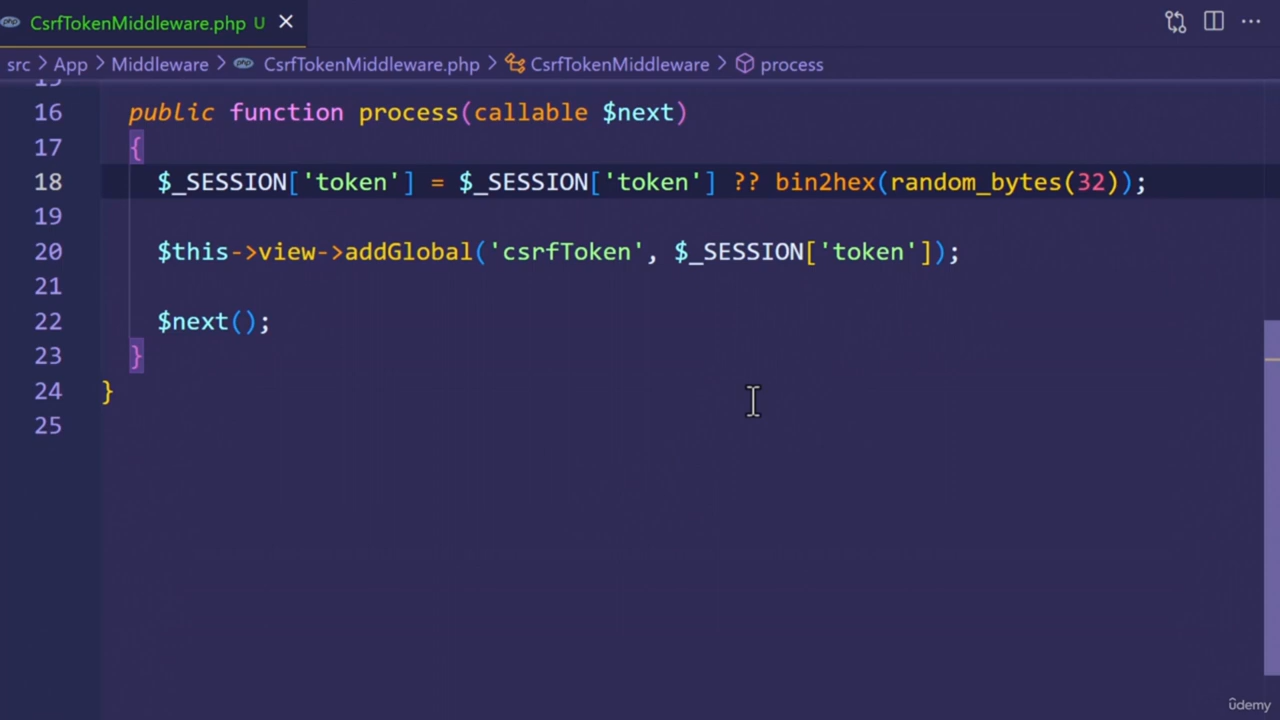 CsrfTokenMiddleware.php U
src > App > Middleware > CsrfTokenMiddleware.php > CsrfTokenMiddleware > process
16 public function process(callable $next)
17 {
18 $_SESSION['token'] = $_SESSION['token'] ?? bin2hex(random_bytes(32));
19
20 $this->view->addGlobal('csrfToken', $_SESSION['token']);
21
22 $next();
23 }
24 }
25
ûdemy